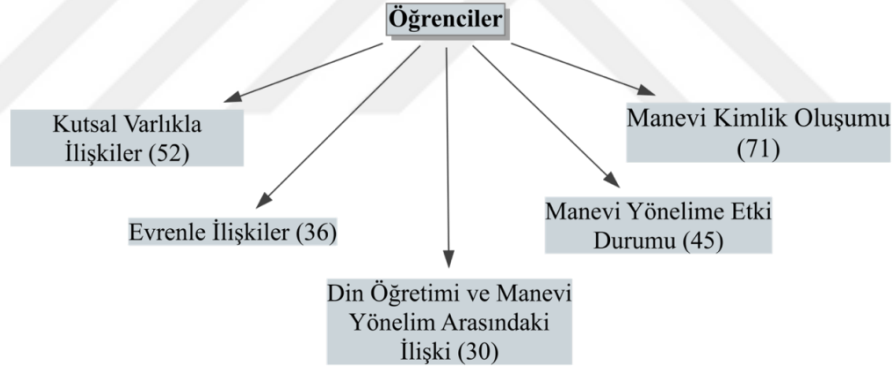 Öğrenciler
Kutsal Varlıkla
İlişkiler (52)
Evrenle İlişkiler (36)
Din Öğretimi ve Manevi
Yönelim Arasındaki
İlişki (30)
Manevi Yönelime Etki
Durumu (45)
Manevi Kimlik Oluşumu
(71)